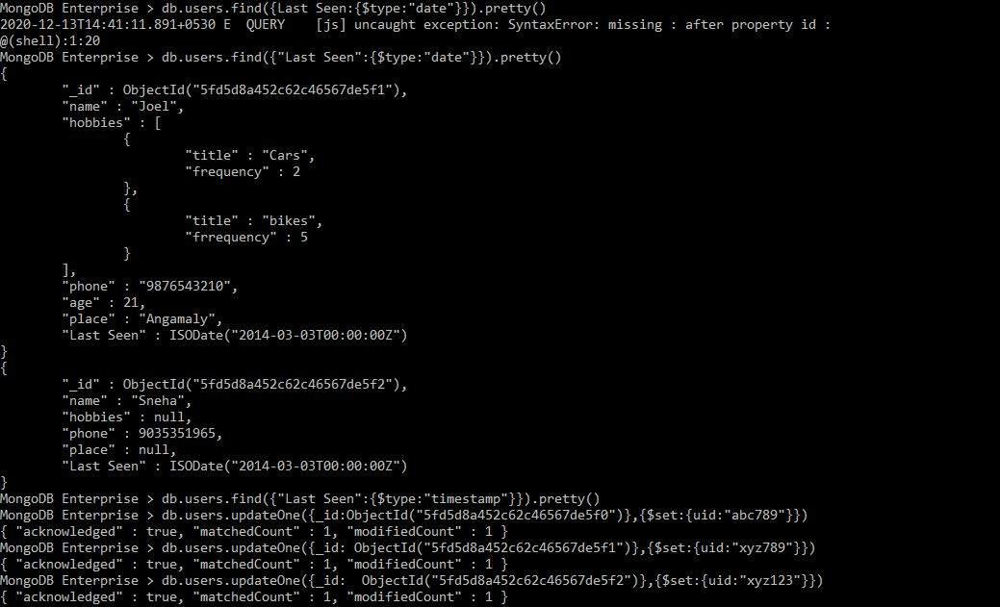 MongoDB Enterprise > db.users.find({Last Seen:{$type:"date"}}).pretty()
2020-12-13T14:41:11.891+0530 E  QUERY    [js] uncaught exception: SyntaxError: missing : after property id :
@(shell):1:20
MongoDB Enterprise > db.users.find({"Last Seen":{$type:"date"}}).pretty()
{
        "_id" : ObjectId("5fd5d8a452c62c46567de5f1"),
        "name" : "Joel",
        "hobbies" : [
                {
                        "title" : "Cars",
                        "frequency" : 2
                },
                {
                        "title" : "bikes",
                        "frrequency" : 5
                }
        ],
        "phone" : "9876543210",
        "age" : 21,
        "place" : "Angamaly",
        "Last Seen" : ISODate("2014-03-03T00:00:00Z")
}
{
        "_id" : ObjectId("5fd5d8a452c62c46567de5f2"),
        "name" : "Sneha",
        "hobbies" : null,
        "phone" : 9035351965,
        "place" : null,
        "Last Seen" : ISODate("2014-03-03T00:00:00Z")
}
MongoDB Enterprise > db.users.find({"Last Seen":{$type:"timestamp"}}).pretty()
MongoDB Enterprise > db.users.updateOne({_id:ObjectId("5fd5d8a452c62c46567de5f0")},{$set:{uid:"abc789"}})
{ "acknowledged" : true, "matchedCount" : 1, "modifiedCount" : 1 }
MongoDB Enterprise > db.users.updateOne({_id: ObjectId("5fd5d8a452c62c46567de5f1")},{$set:{uid:"xyz789"}})
{ "acknowledged" : true, "matchedCount" : 1, "modifiedCount" : 1 }
MongoDB Enterprise > db.users.updateOne({_id:  ObjectId("5fd5d8a452c62c46567de5f2")},{$set:{uid:"xyz123"}})
{ "acknowledged" : true, "matchedCount" : 1, "modifiedCount" : 1 }